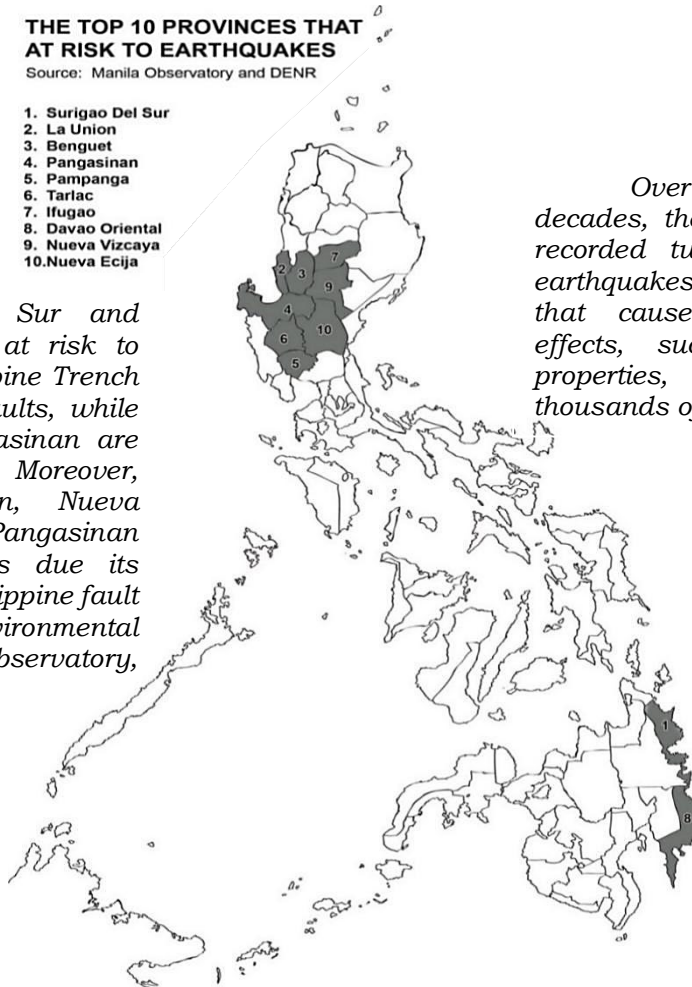 THE TOP 10 PROVINCES THAT
AT RISK TO EARTHQUAKES
Source: Manila Observatory and DENR
1. Surigao Del Sur
2. La Union
3. Benguet
4. Pangasinan
5. Pampanga
6. Tarlac
7. Ifugao
8. Davao Oriental
9. Nueva Vizcaya
10.Nueva Ecija
Sur and
at risk to
pine Trench
ults, while
gasinan are
Moreover,
n, Nueva
Pangasinan
s due its
ippine fault
vironmental
bservatory,
Over
decades, the
recorded tu
earthquakes
that cause
effects, suc
properties,
thousands o
2
3
7
9
4
6
10
5
1
8